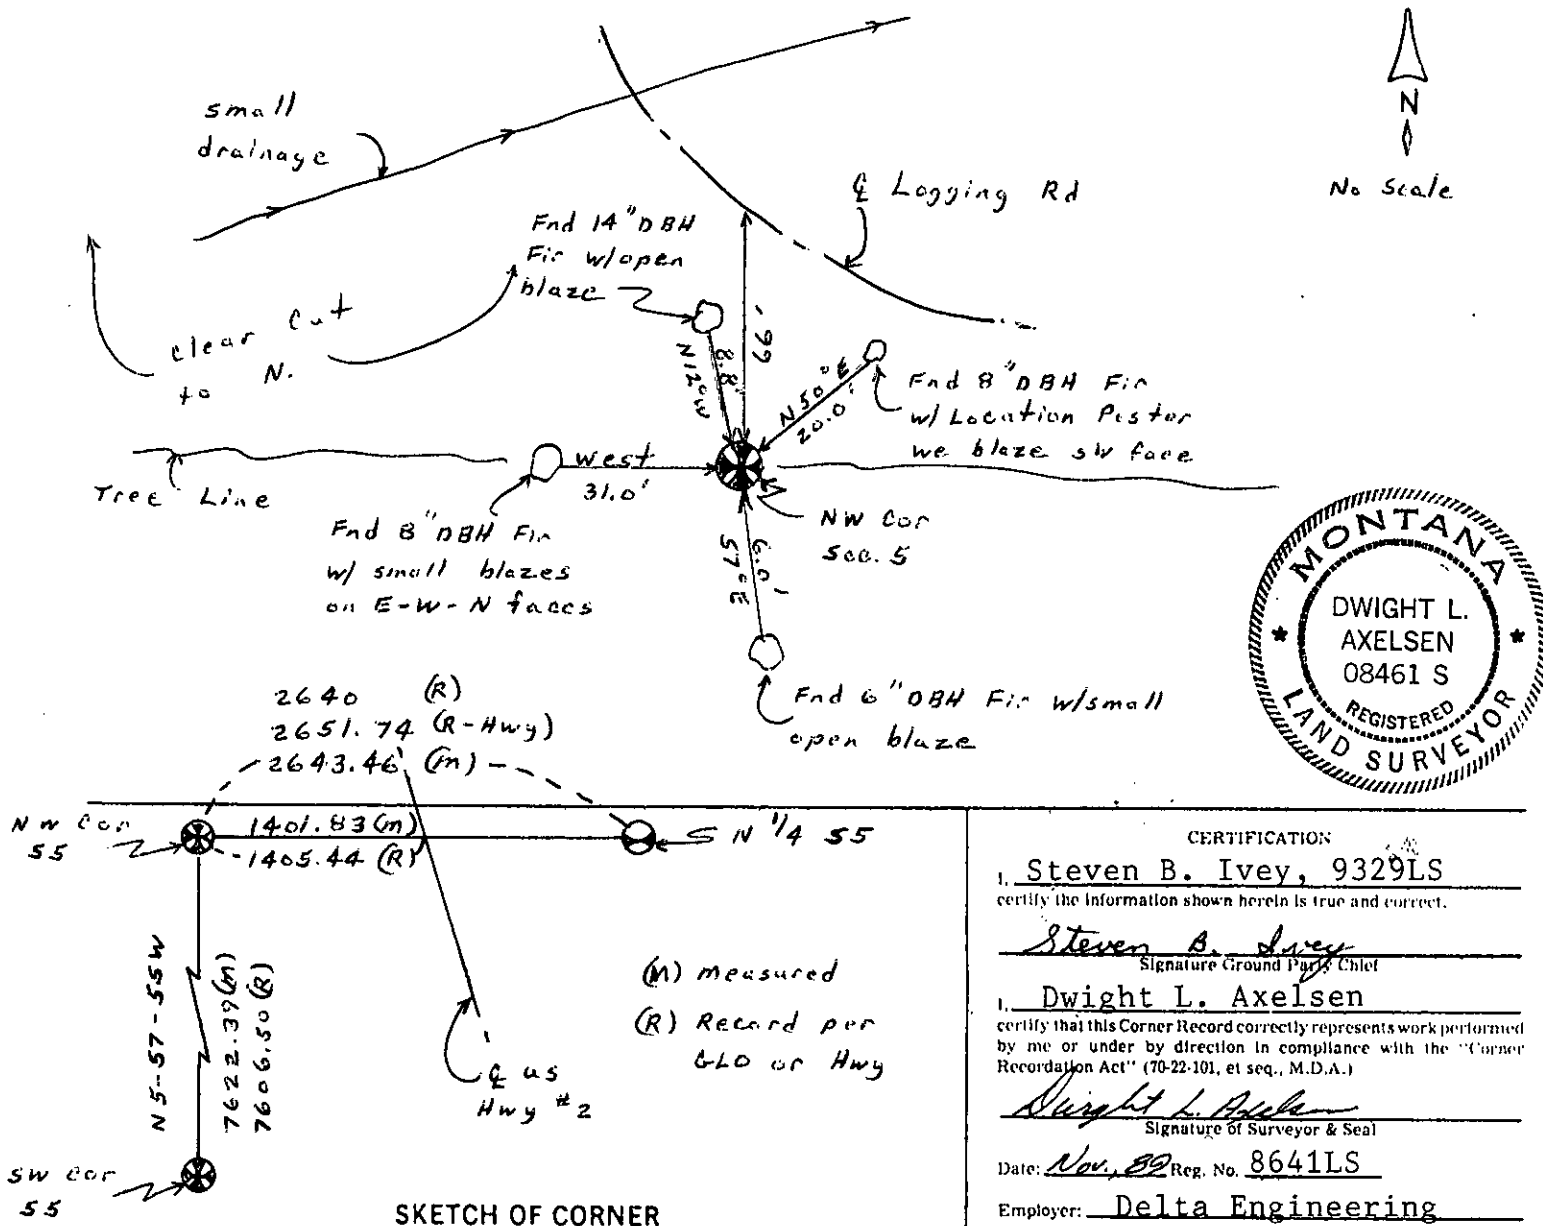 small
drainage
N
No Scale
℄ Logging Rd
Fnd 14" DBH
Fir w/open
blaze
clear Cut
to N.
66'
N12°W
8.8'
N50°E
20.0'
Fnd 8" DBH Fir
w/ Location Poster
we blaze SW face
Tree Line
West
31.0'
NW Cor
Sec. 5
Fnd 8" DBH Fir
w/ small blazes
on E-W-N faces
6.0'
S7°E
Fnd 6" DBH Fir w/small
open blaze
MONTANA
DWIGHT L.
AXELSEN
08461 S
REGISTERED
LAND SURVEYOR
2640 (R)
2651.74 (R-Hwy)
2643.46 (m)
NW Cor
S5
1401.83 (m)
1405.44 (R)
N 1/4 S5
N5-57-55W
7622.39 (m)
7606.50 (R)
(M) measured
(R) Record per
GLO or Hwy
℄ US
Hwy #2
SW Cor
S5
SKETCH OF CORNER
CERTIFICATION
I, Steven B. Ivey, 9329LS
certify the information shown herein is true and correct.
Steven B. Ivey
Signature Ground Party Chief
I, Dwight L. Axelsen
certify that this Corner Record correctly represents work performed
by me or under by direction in compliance with the "Corner
Recordation Act" (70-22-101, et seq., M.D.A.)
Dwight L. Axelsen
Signature of Surveyor & Seal
Date: Nov., 89 Reg. No. 8641LS
Employer: Delta Engineering